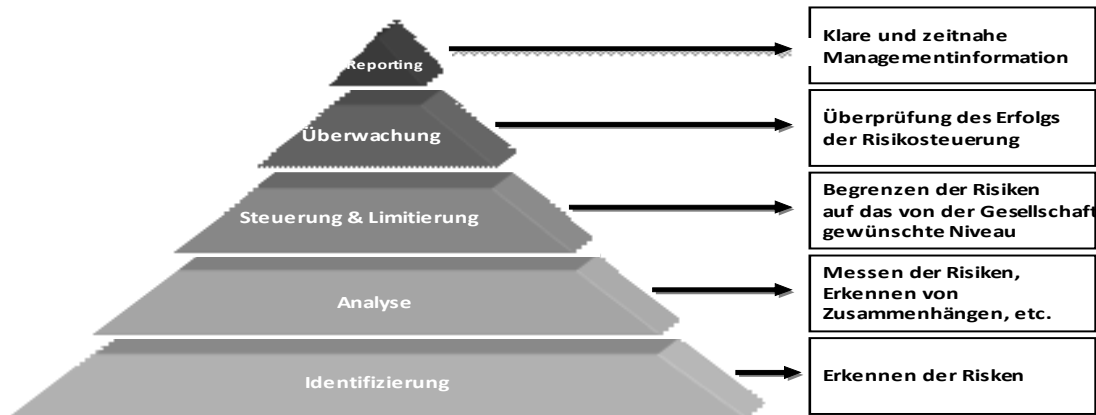 Reporting
Klare und zeitnahe
Managementinformation
Überwachung
Überprüfung des Erfolgs
der Risikosteuerung
Steuerung & Limitierung
Begrenzen der Risiken
auf das von der Gesellschaft
gewünschte Niveau
Analyse
Messen der Risiken,
Erkennen von
Zusammenhängen, etc.
Identifizierung
Erkennen der Risken